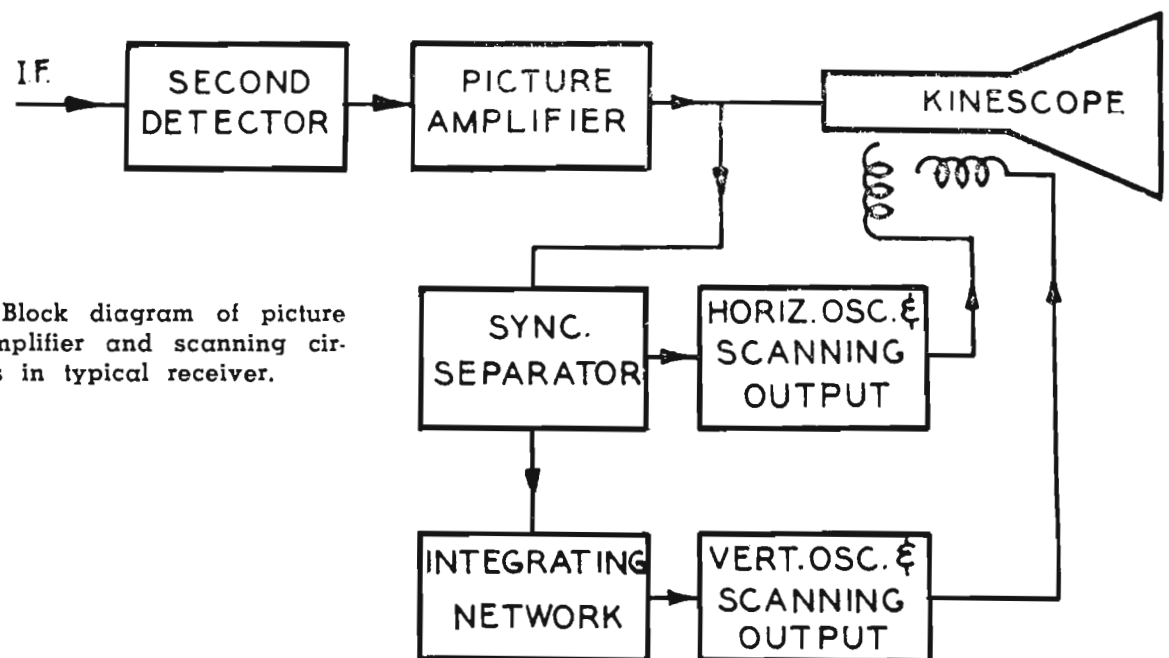 I.F.
SECOND
DETECTOR
PICTURE
AMPLIFIER
KINESCOPE
Block diagram of picture
mplifier and scanning cir-
s in typical receiver.
SYNC.
SEPARATOR
HORIZ. OSC. &
SCANNING
OUTPUT
INTEGRATING
NETWORK
VERT. OSC. &
SCANNING
OUTPUT